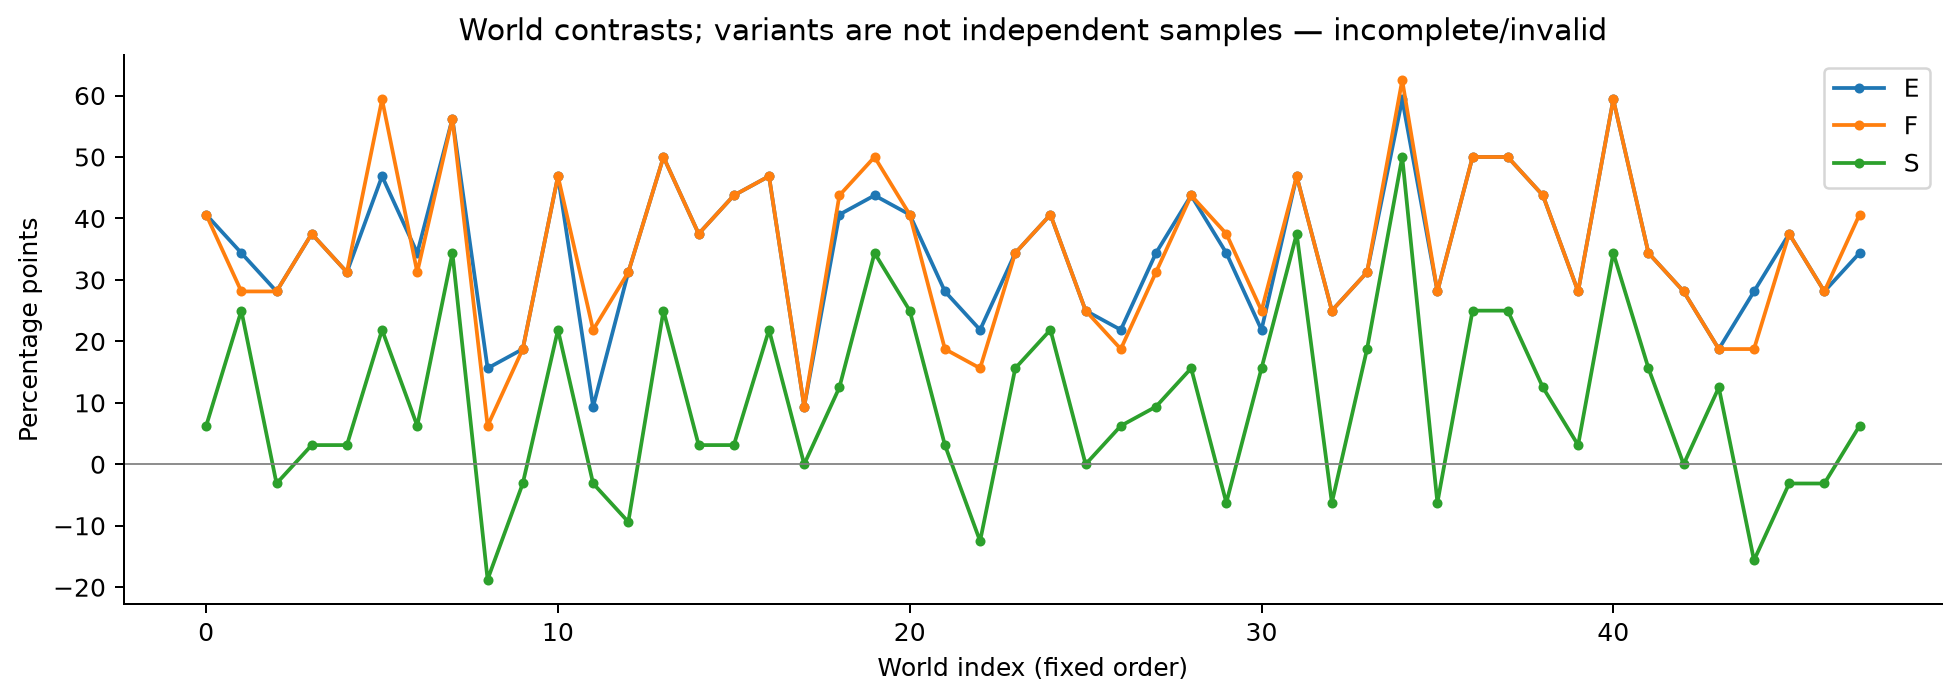 World contrasts; variants are not independent samples — incomplete/invalid
E
F
S
Percentage points
60
50
40
30
20
10
0
−10
−20
0 10 20 30 40
World index (fixed order)